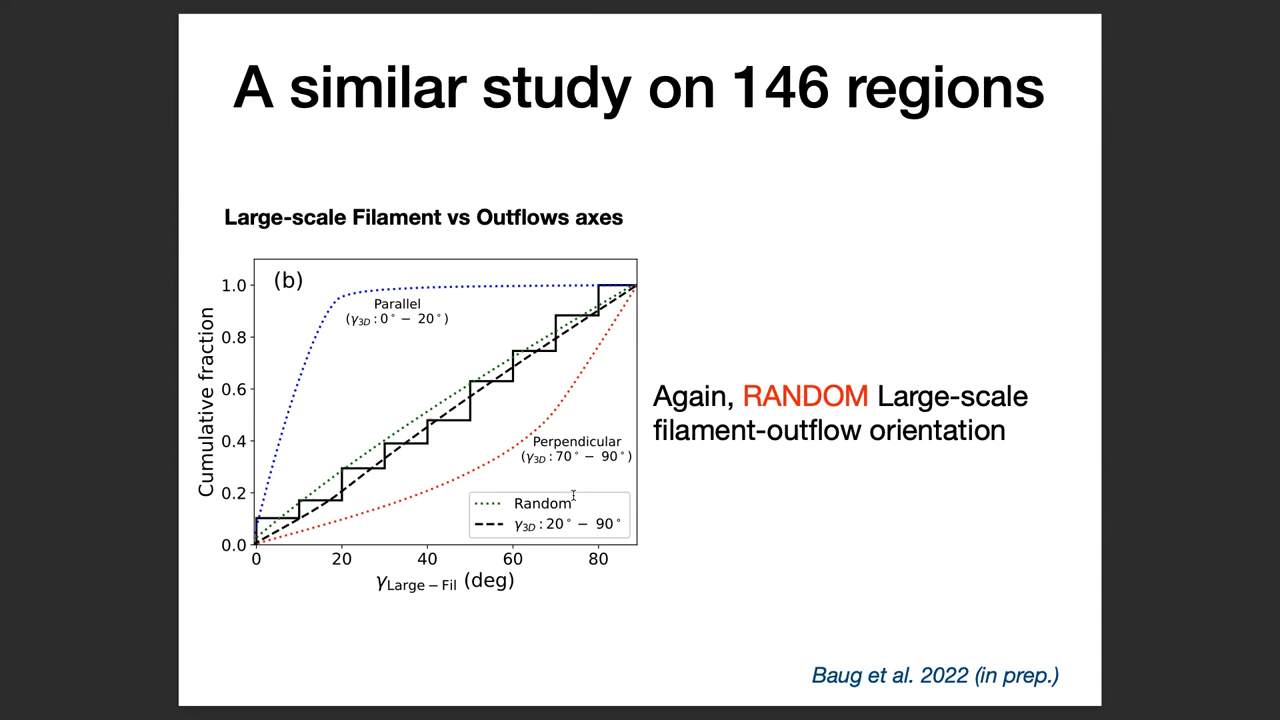 A similar study on 146 regions
Large-scale Filament vs Outflows axes
(b)
Parallel
(γ3D : 0° − 20°)
Perpendicular
(γ3D : 70° − 90°)
Random
γ3D : 20° − 90°
1.0
0.8
0.6
0.4
0.2
0.0
Cumulative fraction
0 20 40 60 80
γLarge − Fil (deg)
Again, RANDOM Large-scale
filament-outflow orientation
Baug et al. 2022 (in prep.)